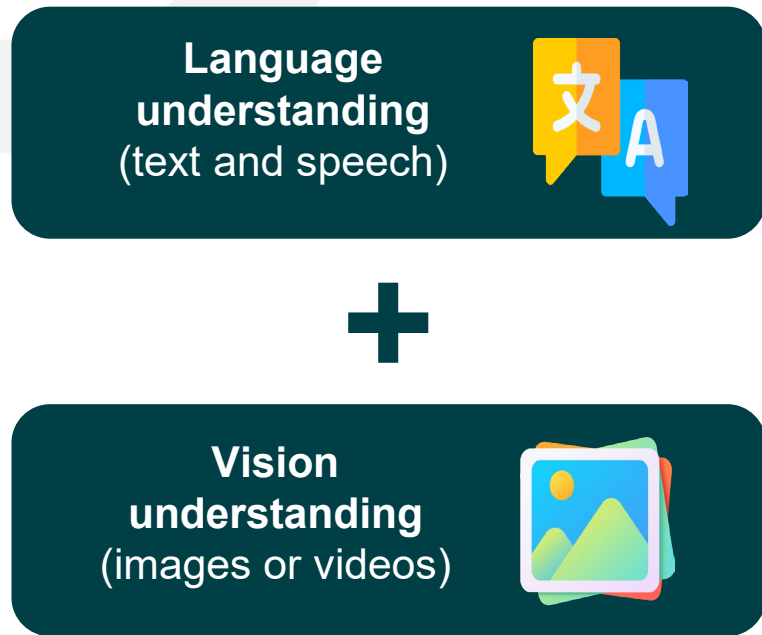 Language
understanding
(text and speech)
文
A
+
Vision
understanding
(images or videos)